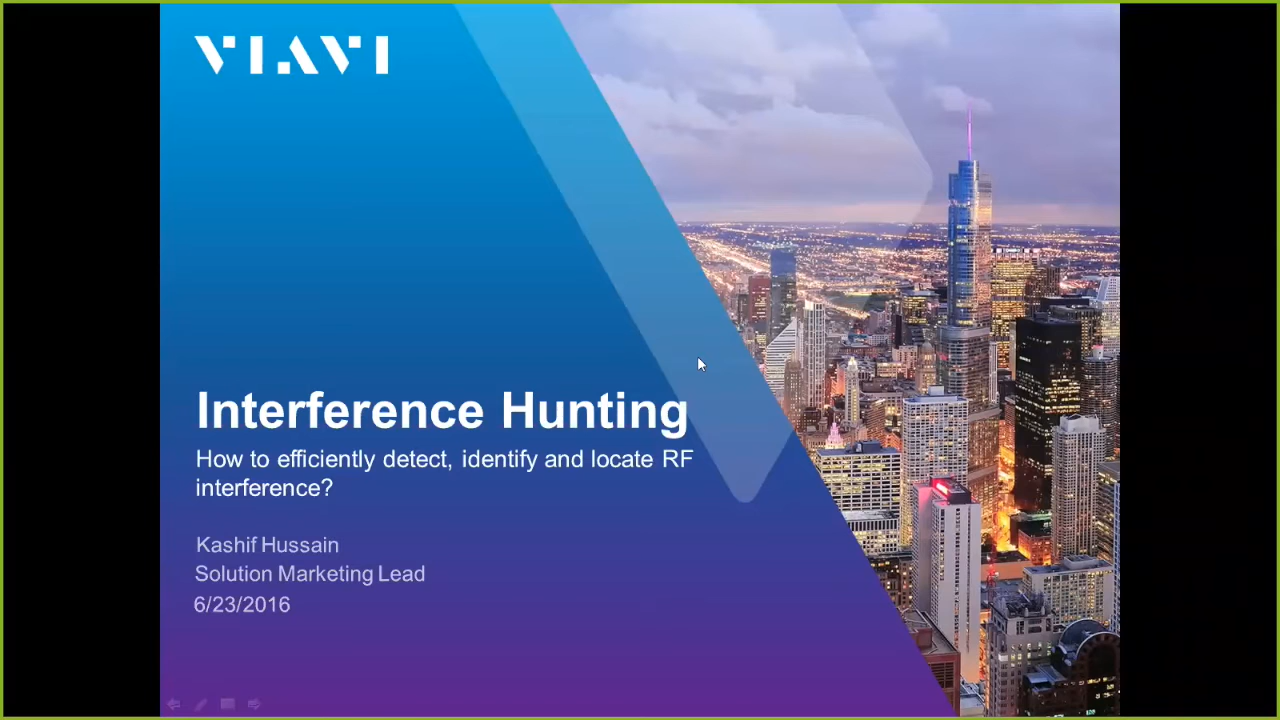 VIAVI
Interference Hunting
How to efficiently detect, identify and locate RF
interference?
Kashif Hussain
Solution Marketing Lead
6/23/2016